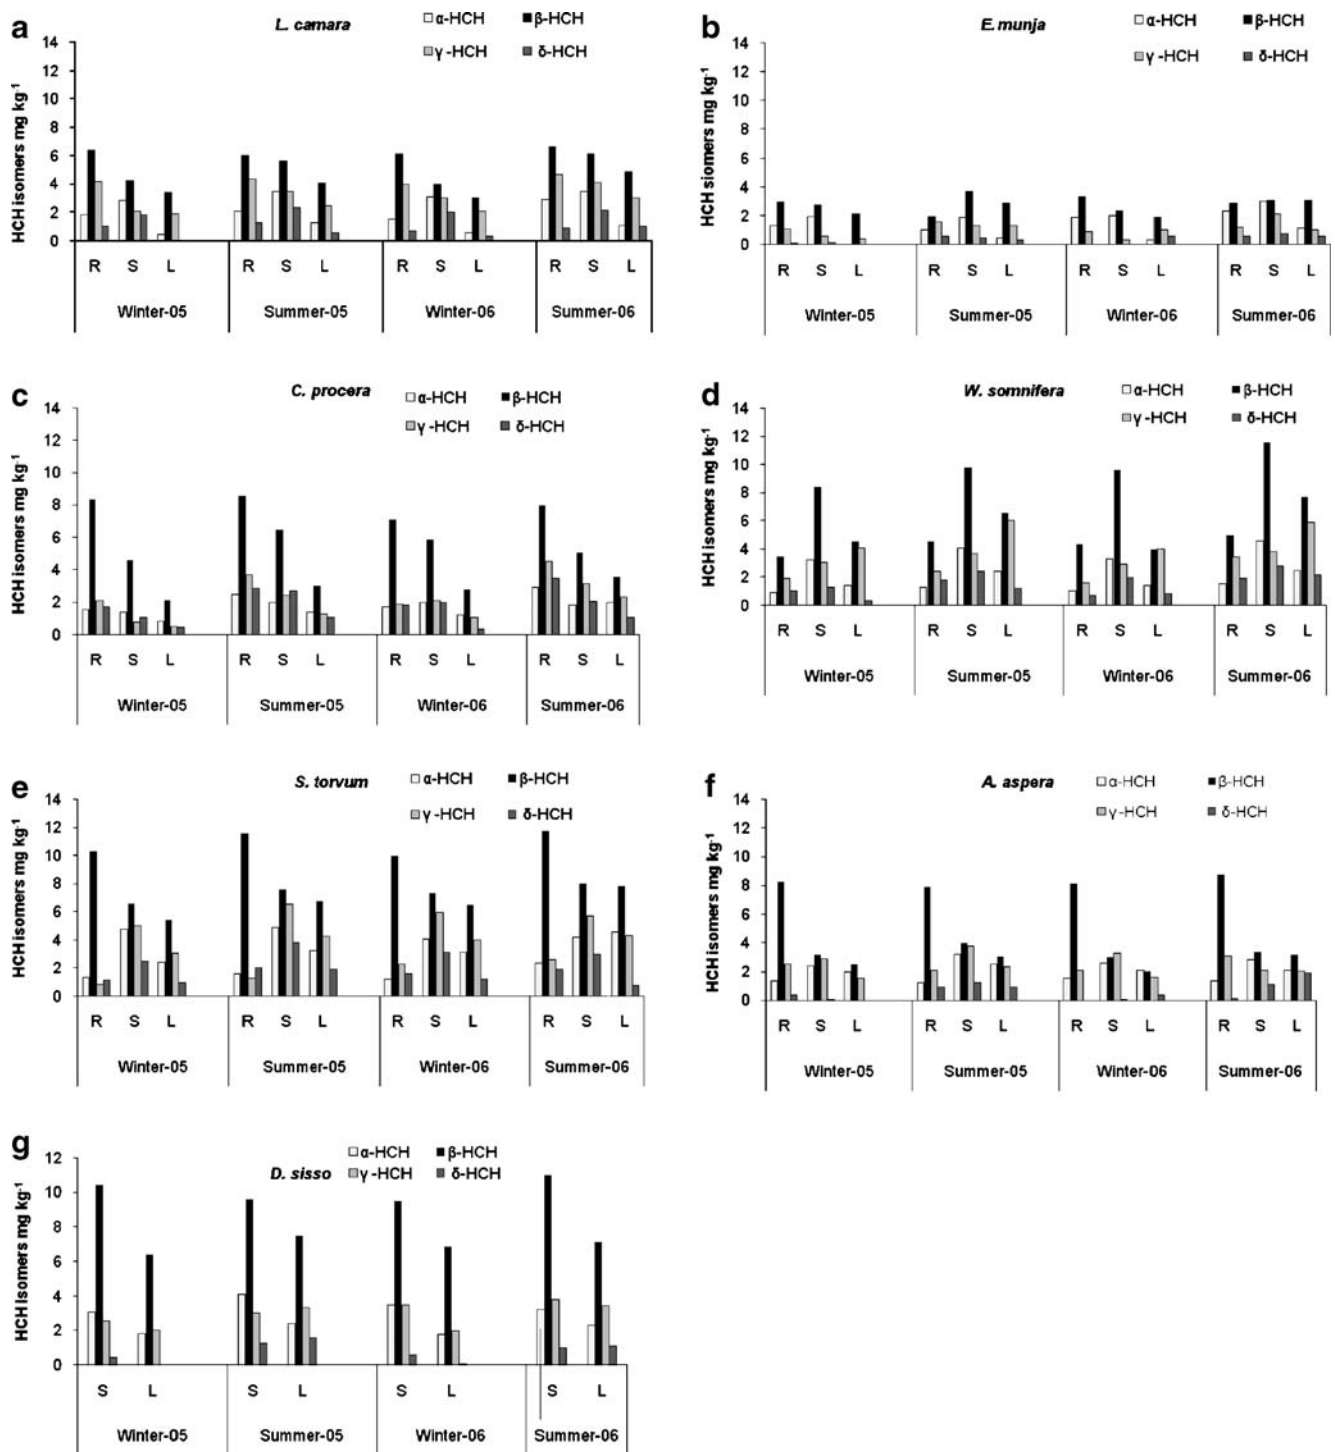 a
L. camara
α-HCH β-HCH
γ -HCH δ-HCH
HCH isomers mg kg-1
14
12
10
8
6
4
2
0
R S L R S L R S L R S L
Winter-05 Summer-05 Winter-06 Summer-06
b
E. munja
α-HCH β-HCH
γ -HCH δ-HCH
HCH siomers mg kg-1
14
12
10
8
6
4
2
0
R S L R S L R S L R S L
Winter-05 Summer-05 Winter-06 Summer-06
c
C. procera
α-HCH β-HCH
γ -HCH δ-HCH
HCH isomers mg kg-1
14
12
10
8
6
4
2
0
R S L R S L R S L R S L
Winter-05 Summer-05 Winter-06 Summer-06
d
W. somnifera
α-HCH β-HCH
γ -HCH δ-HCH
HCH isomers mg kg-1
14
12
10
8
6
4
2
0
R S L R S L R S L R S L
Winter-05 Summer-05 Winter-06 Summer-06
e
S. torvum
α-HCH β-HCH
γ -HCH δ-HCH
HCH isomers mg kg-1
14
12
10
8
6
4
2
0
R S L R S L R S L R S L
Winter-05 Summer-05 Winter-06 Summer-06
f
A. aspera
α-HCH β-HCH
γ-HCH δ-HCH
HCH isomers mg kg-1
14
12
10
8
6
4
2
0
R S L R S L R S L R S L
Winter-05 Summer-05 Winter-06 Summer-06
g
D. sisso
α-HCH β-HCH
γ -HCH δ-HCH
HCH isomers mg kg-1
12
10
8
6
4
2
0
S L S L S L S L
Winter-05 Summer-05 Winter-06 Summer-06